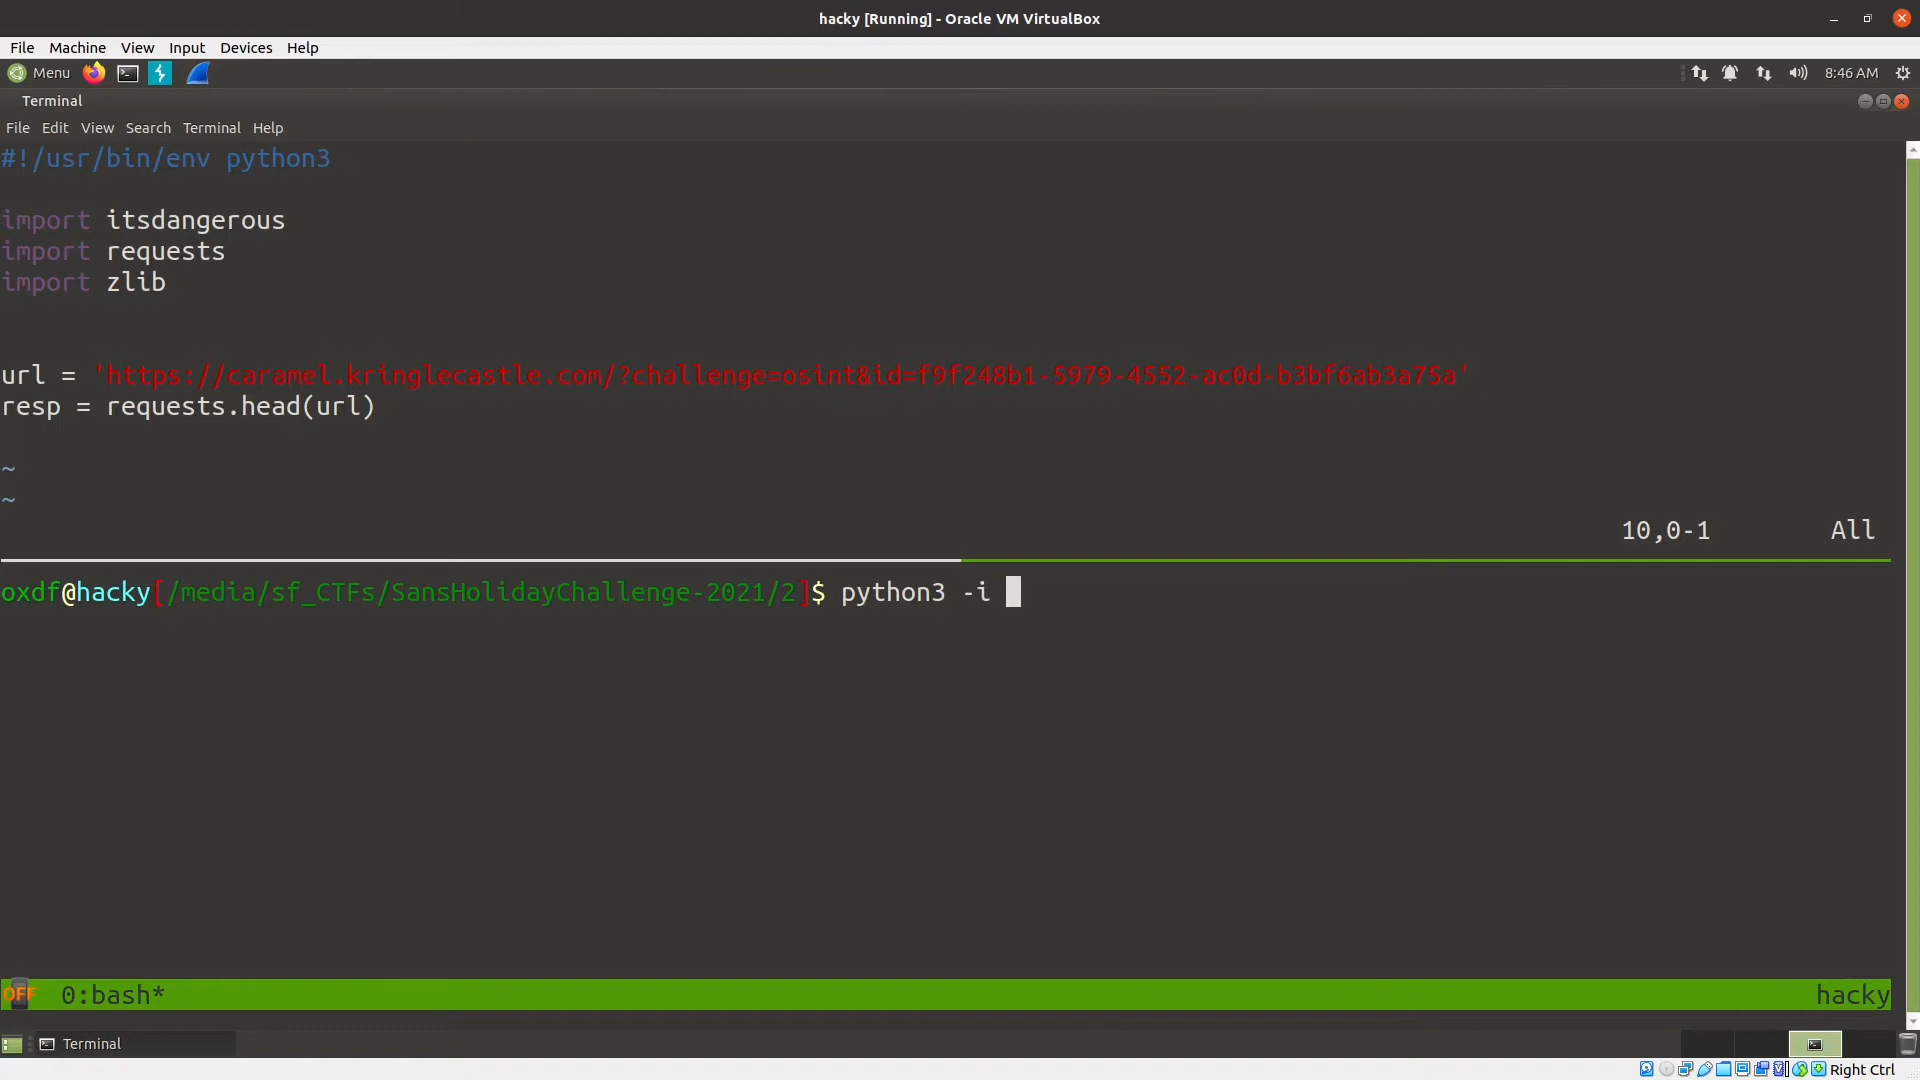 hacky [Running] - Oracle VM VirtualBox
File Machine View Input Devices Help
Menu 8:46 AM
Terminal
File Edit View Search Terminal Help
#!/usr/bin/env python3
import itsdangerous
import requests
import zlib
url = 'https://caramel.kringlecastle.com/?challenge=osint&id=f9f248b1-5979-4552-ac0d-b3bf6ab3a75a'
resp = requests.head(url)
~
~
10,0-1 All
oxdf@hacky[/media/sf_CTFs/SansHolidayChallenge-2021/2]$ python3 -i
OFF 0:bash* hacky
Terminal
Right Ctrl